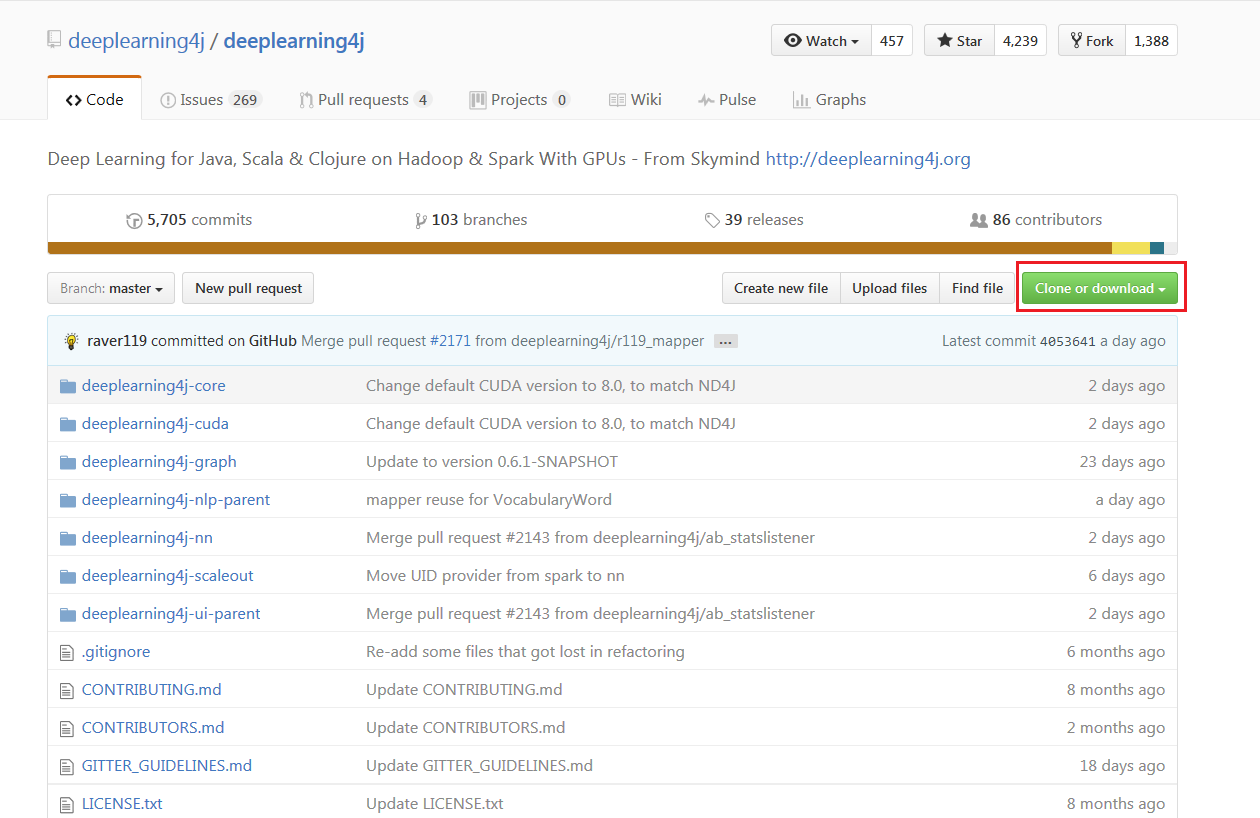 deeplearning4j / deeplearning4j Watch 457 Star 4,239 Fork 1,388
Code Issues 269 Pull requests 4 Projects 0 Wiki Pulse Graphs
Deep Learning for Java, Scala & Clojure on Hadoop & Spark With GPUs - From Skymind http://deeplearning4j.org
5,705 commits 103 branches 39 releases 86 contributors
Branch: master New pull request Create new file Upload files Find file Clone or download
raver119 committed on GitHub Merge pull request #2171 from deeplearning4j/r119_mapper ... Latest commit 4053641 a day ago
deeplearning4j-core Change default CUDA version to 8.0, to match ND4J 2 days ago
deeplearning4j-cuda Change default CUDA version to 8.0, to match ND4J 2 days ago
deeplearning4j-graph Update to version 0.6.1-SNAPSHOT 23 days ago
deeplearning4j-nlp-parent mapper reuse for VocabularyWord a day ago
deeplearning4j-nn Merge pull request #2143 from deeplearning4j/ab_statslistener 2 days ago
deeplearning4j-scaleout Move UID provider from spark to nn 6 days ago
deeplearning4j-ui-parent Merge pull request #2143 from deeplearning4j/ab_statslistener 2 days ago
.gitignore Re-add some files that got lost in refactoring 6 months ago
CONTRIBUTING.md Update CONTRIBUTING.md 8 months ago
CONTRIBUTORS.md Update CONTRIBUTORS.md 2 months ago
GITTER_GUIDELINES.md Update GITTER_GUIDELINES.md 18 days ago
LICENSE.txt Update LICENSE.txt 8 months ago